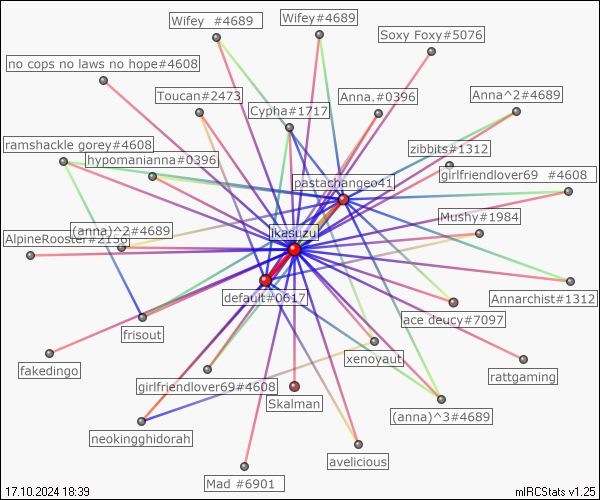 Wifey #4689
Wifey#4689
Soxy Foxy#5076
no cops no laws no hope#4608
Toucan#2473
Anna.#0396
Anna^2#4689
Cypha#1717
ramshackle gorey#4608
zibbits#1312
hypomanianna#0396
girlfriendlover69 #4608
pastachangeo41
Mushy#1984
(anna)^2#4689
jkasuzu
AlpineRooster#2150
default#0617
Annarchist#1312
ace deucy#7097
frisout
xenoyaut
fakedingo
rattgaming
girlfriendlover69#4608
Skalman
(anna)^3#4689
neokingghidorah
avelicious
Mad #6901
17.10.2024 18:39
mIRCStats v1.25